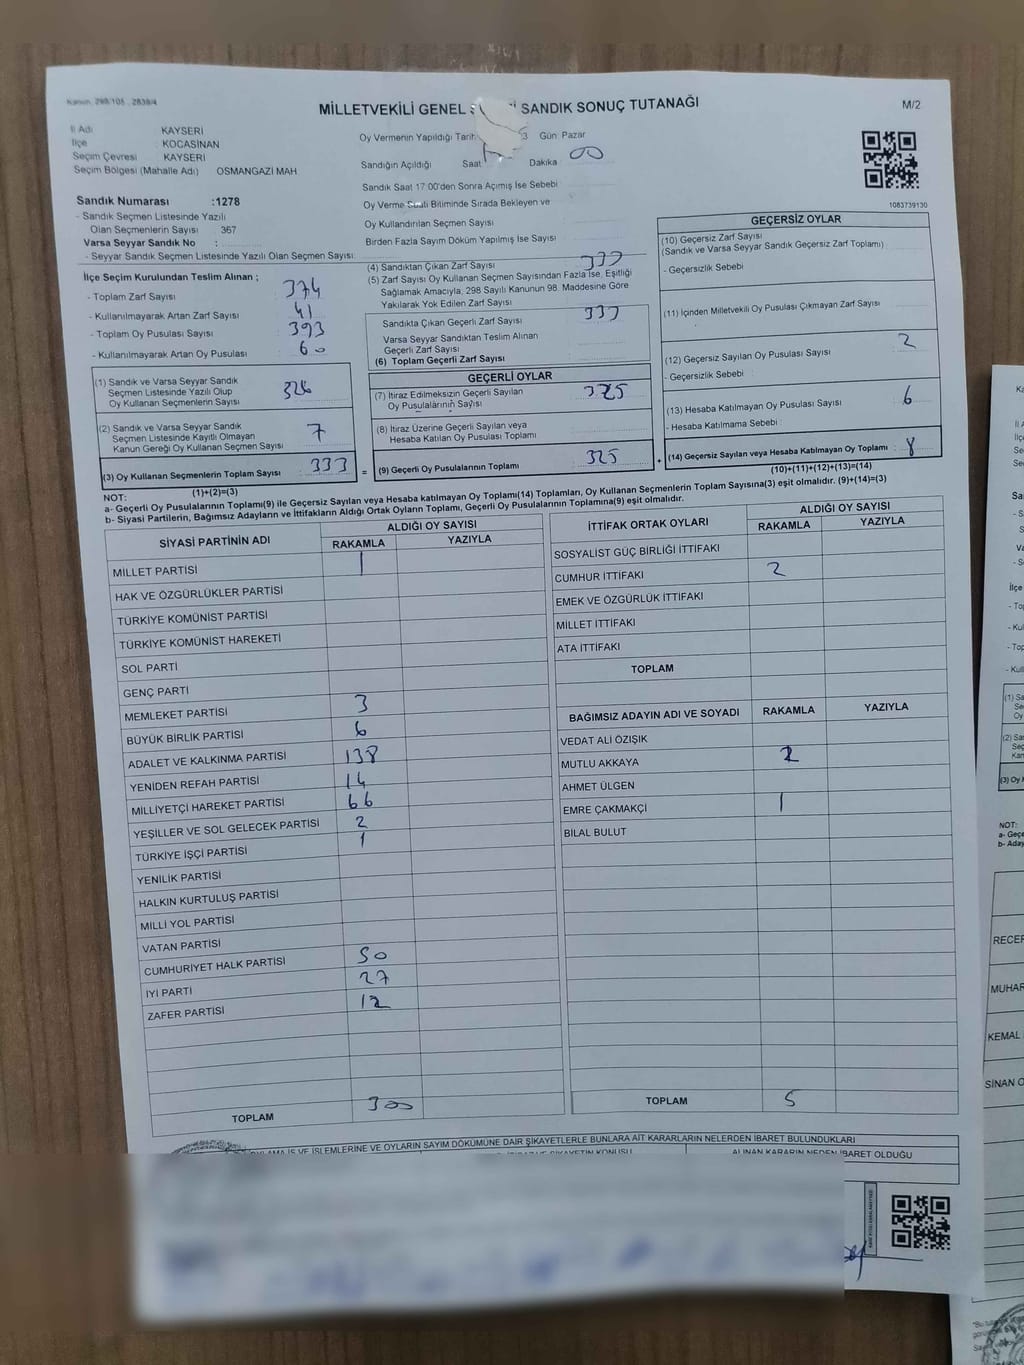 Kanun: 298/105 , 2839/4
MİLLETVEKİLİ GENEL SANDIK SONUÇ TUTANAĞI
M/2
İl Adı KAYSERİ
İlçe : KOCASİNAN
Seçim Çevresi : KAYSERİ
Seçim Bölgesi (Mahalle Adı) OSMANGAZİ MAH
Sandık Numarası :1278
- Sandık Seçmen Listesinde Yazılı
Olan Seçmenlerin Sayısı 367
Varsa Seyyar Sandık No :
- Seyyar Sandık Seçmen Listesinde Yazılı Olan Seçmen Sayısı:
Oy Vermenin Yapıldığı Tarih 3 Gün: Pazar
Sandığın Açıldığı Saat Dakika 00
Sandık Saat 17:00'den Sonra Açımış İse Sebebi :
Oy Verme Saati Bitiminde Sırada Bekleyen ve
Oy Kullandırılan Seçmen Sayısı
Birden Fazla Sayım Döküm Yapılmış İse Sayısı
1083739130
İlçe Seçim Kurulundan Teslim Alınan ;
- Toplam Zarf Sayısı 374
- Kullanılmayarak Artan Zarf Sayısı 41
- Toplam Oy Pusulası Sayısı 393
- Kullanılmayarak Artan Oy Pusulası 60
(4) Sandıktan Çıkan Zarf Sayısı 333
(5) Zarf Sayısı Oy Kullanan Seçmen Sayısından Fazla İse, Eşitliği
Sağlamak Amacıyla, 298 Sayılı Kanunun 98. Maddesine Göre
Yakılarak Yok Edilen Zarf Sayısı
Sandıkta Çıkan Geçerli Zarf Sayısı 333
Varsa Seyyar Sandıktan Teslim Alınan
Geçerli Zarf Sayısı
(6) Toplam Geçerli Zarf Sayısı
GEÇERSİZ OYLAR
(10) Geçersiz Zarf Sayısı
(Sandık ve Varsa Seyyar Sandık Geçersiz Zarf Toplamı)
- Geçersizlik Sebebi
(11) İçinden Milletvekili Oy Pusulası Çıkmayan Zarf Sayısı
(12) Geçersiz Sayılan Oy Pusulası Sayısı 2
- Geçersizlik Sebebi :
(13) Hesaba Katılmayan Oy Pusulası Sayısı 6
- Hesaba Katılmama Sebebi :
(14) Geçersiz Sayılan veya Hesaba Katılmayan Oy Toplamı : 8
(10)+(11)+(12)+(13)=(14)
(1) Sandık ve Varsa Seyyar Sandık
Seçmen Listesinde Yazılı Olup
Oy Kullanan Seçmenlerin Sayısı 326
(2) Sandık ve Varsa Seyyar Sandık
Seçmen Listesinde Kayıtlı Olmayan
Kanun Gereği Oy Kullanan Seçmen Sayısı 7
(3) Oy Kullanan Seçmenlerin Toplam Sayısı 333 =
(1)+(2)=(3)
GEÇERLİ OYLAR
(7) İtiraz Edilmeksizin Geçerli Sayılan
Oy Pusulalarının Sayısı 325
(8) İtiraz Üzerine Geçerli Sayılan veya
Hesaba Katılan Oy Pusulası Toplamı
(9) Geçerli Oy Pusulalarının Toplamı 325 +
NOT:
a- Geçerli Oy Pusulalarının Toplamı(9) ile Geçersiz Sayılan veya Hesaba katılmayan Oy Toplamı(14) Toplamları, Oy Kullanan Seçmenlerin Toplam Sayısına(3) eşit olmalıdır. (9)+(14)=(3)
b- Siyasi Partilerin, Bağımsız Adayların ve İttifakların Aldığı Ortak Oyların Toplamı, Geçerli Oy Pusulalarının Toplamına(9) eşit olmalıdır.
SİYASİ PARTİNİN ADI ALDIĞI OY SAYISI
RAKAMLA YAZIYLA
MİLLET PARTİSİ 1
HAK VE ÖZGÜRLÜKLER PARTİSİ
TÜRKİYE KOMÜNİST PARTİSİ
TÜRKİYE KOMÜNİST HAREKETİ
SOL PARTİ
GENÇ PARTİ
MEMLEKET PARTİSİ 3
BÜYÜK BİRLİK PARTİSİ 6
ADALET VE KALKINMA PARTİSİ 138
YENİDEN REFAH PARTİSİ 14
MİLLİYETÇİ HAREKET PARTİSİ 66
YEŞİLLER VE SOL GELECEK PARTİSİ 2
TÜRKİYE İŞÇİ PARTİSİ 1
YENİLİK PARTİSİ
HALKIN KURTULUŞ PARTİSİ
MİLLİ YOL PARTİSİ
VATAN PARTİSİ
CUMHURİYET HALK PARTİSİ 50
İYİ PARTİ 27
ZAFER PARTİSİ 12
TOPLAM 300
İTTİFAK ORTAK OYLARI ALDIĞI OY SAYISI
RAKAMLA YAZIYLA
SOSYALİST GÜÇ BİRLİĞİ İTTİFAKI
CUMHUR İTTİFAKI 2
EMEK VE ÖZGÜRLÜK İTTİFAKI
MİLLET İTTİFAKI
ATA İTTİFAKI
TOPLAM
BAĞIMSIZ ADAYIN ADI VE SOYADI RAKAMLA YAZIYLA
VEDAT ALİ ÖZIŞIK
MUTLU AKKAYA 2
AHMET ÜLGEN
EMRE ÇAKMAKÇİ 1
BİLAL BULUT
TOPLAM 5
İŞ VE İŞLEMLERİNE VE OYLARIN SAYIM DÖKÜMÜNE DAİR ŞİKAYETLERLE BUNLARA AİT KARARLARIN NELERDEN İBARET BULUNDUKLARI
ALINAN KARARIN NEDEN İBARET OLDUĞU
NOT:
RECEP
MUHAR
KEMAL
SİNAN O